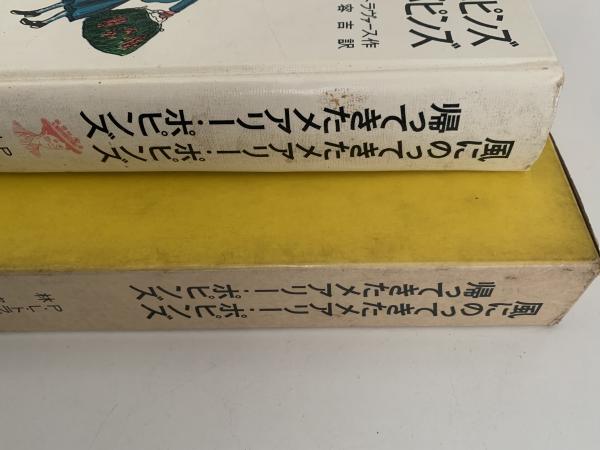 ピンズ
ピンズ
・ラヴァース作
容吉訳
風にのってきたメアリー・ポピンズ
帰ってきたメアリー・ポピンズ
P
風にのってきたメアリー・ポピンズ
帰ってきたメアリー・ポピンズ
P・L・トラ
林